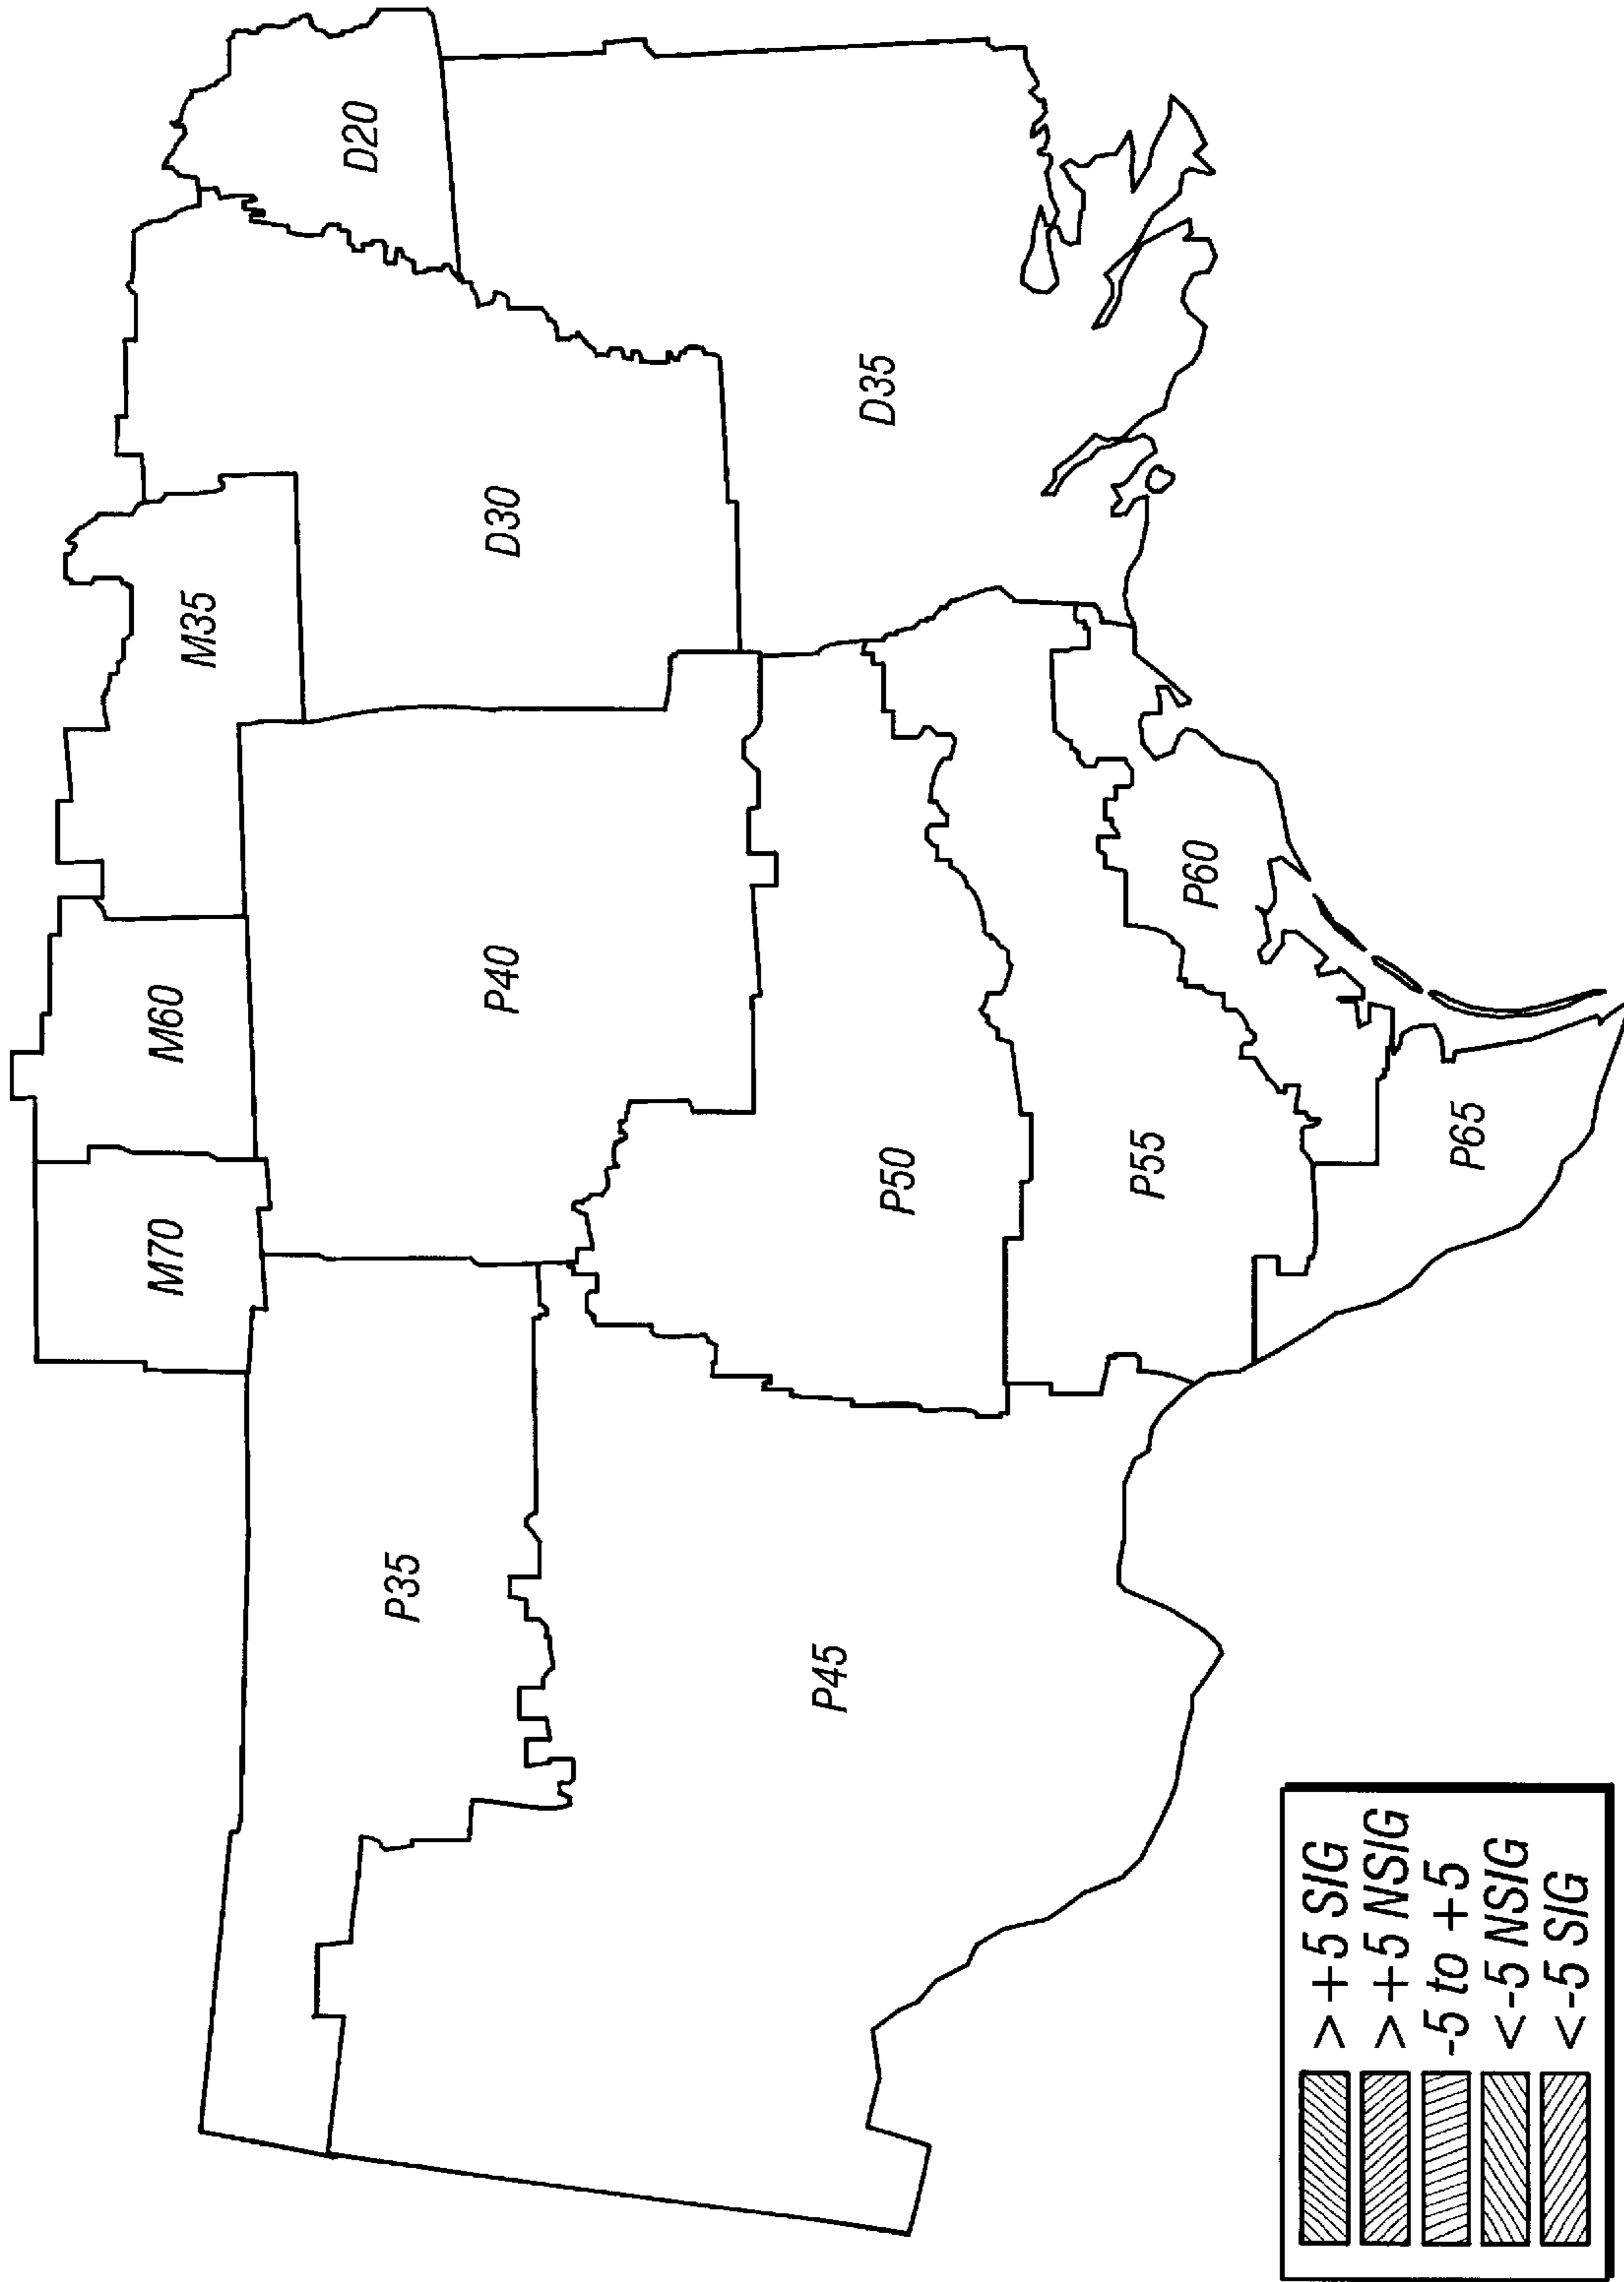 M70
M60
M35
D20
P35
P40
D30
P45
P50
D35
P55
P60
P65
> +5 SIG
> +5 NSIG
-5 to +5
< -5 NSIG
< -5 SIG